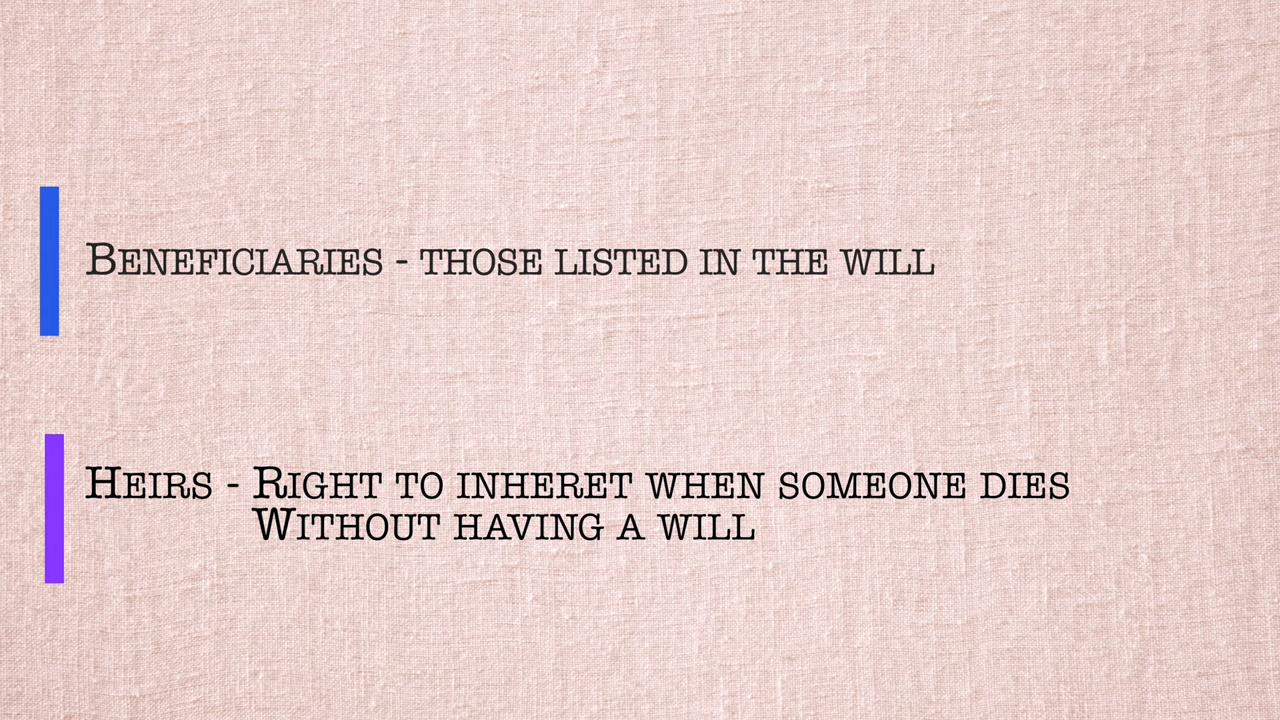 Beneficiaries - those listed in the will
Heirs - Right to inheret when someone dies
Without having a will